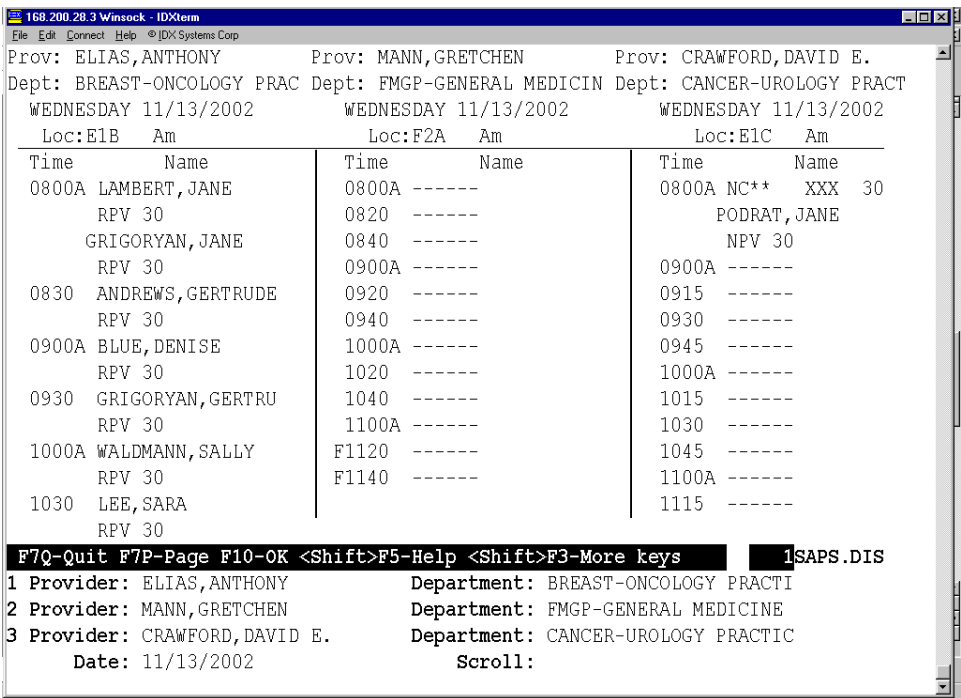 168.200.28.3 Winsock - IDXterm
File Edit Connect Help © IDX Systems Corp
Prov: ELIAS,ANTHONY Prov: MANN,GRETCHEN Prov: CRAWFORD,DAVID E.
Dept: BREAST-ONCOLOGY PRAC Dept: FMGP-GENERAL MEDICIN Dept: CANCER-UROLOGY PRACT
WEDNESDAY 11/13/2002 WEDNESDAY 11/13/2002 WEDNESDAY 11/13/2002
Loc:E1B Am Loc:F2A Am Loc:E1C Am
Time Name Time Name Time Name
0800A LAMBERT,JANE 0800A ------ 0800A NC** XXX 30
RPV 30 0820 ------ PODRAT,JANE
GRIGORYAN,JANE 0840 ------ NPV 30
RPV 30 0900A ------ 0900A ------
0830 ANDREWS,GERTRUDE 0920 ------ 0915 ------
RPV 30 0940 ------ 0930 ------
0900A BLUE,DENISE 1000A ------ 0945 ------
RPV 30 1020 ------ 1000A ------
0930 GRIGORYAN,GERTRU 1040 ------ 1015 ------
RPV 30 1100A ------ 1030 ------
1000A WALDMANN,SALLY F1120 ------ 1045 ------
RPV 30 F1140 ------ 1100A ------
1030 LEE,SARA 1115 ------
RPV 30
F7Q-Quit F7P-Page F10-OK <Shift>F5-Help <Shift>F3-More keys 1SAPS.DIS
1 Provider: ELIAS,ANTHONY Department: BREAST-ONCOLOGY PRACTI
2 Provider: MANN,GRETCHEN Department: FMGP-GENERAL MEDICINE
3 Provider: CRAWFORD,DAVID E. Department: CANCER-UROLOGY PRACTIC
Date: 11/13/2002 Scroll: